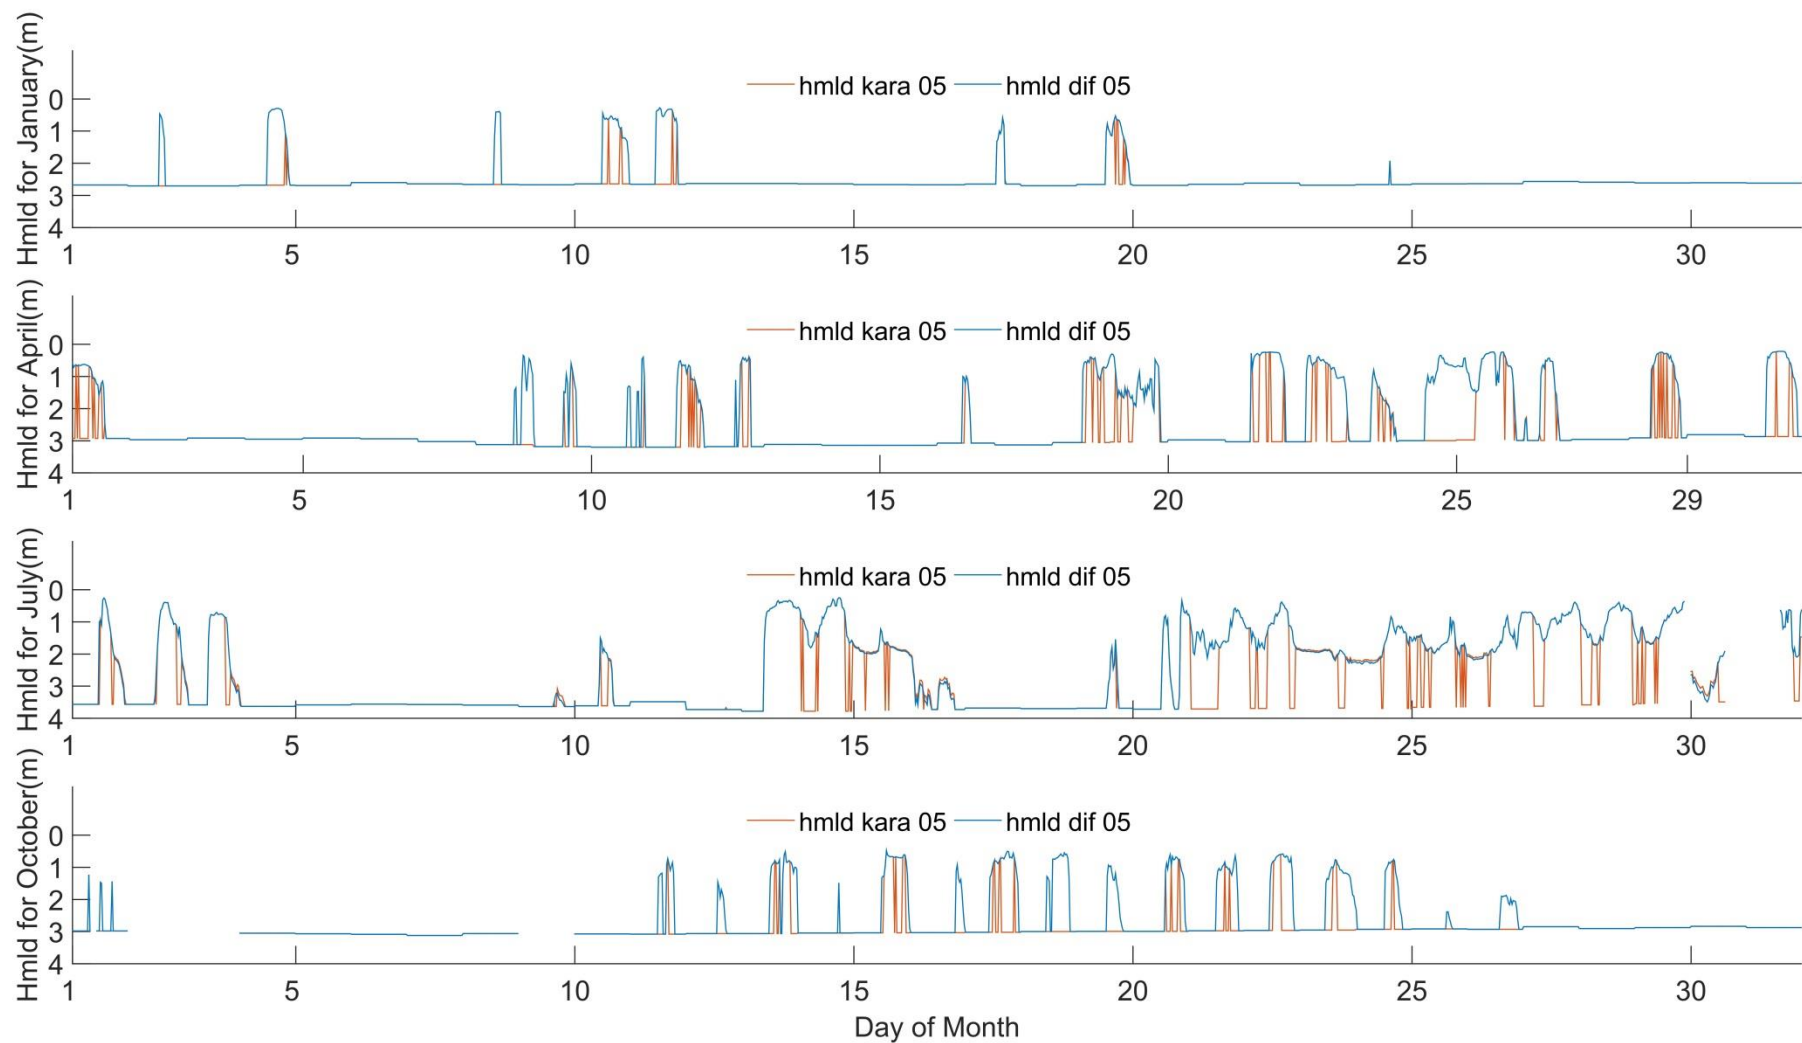 Hmld for January(m)
hmld kara 05 hmld dif 05
0
1
2
3
4
1 5 10 15 20 25 30
Hmld for April(m)
hmld kara 05 hmld dif 05
0
1
2
3
4
1 5 10 15 20 25 29
Hmld for July(m)
hmld kara 05 hmld dif 05
0
1
2
3
4
1 5 10 15 20 25 30
Hmld for October(m)
hmld kara 05 hmld dif 05
0
1
2
3
4
1 5 10 15 20 25 30
Day of Month